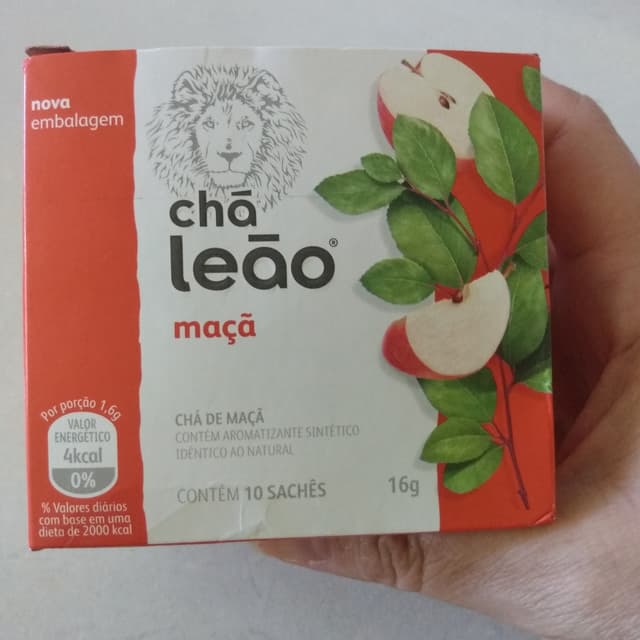 nova
embalagem
chá
leão®
maçã
CHÁ DE MAÇÃ
CONTÉM AROMATIZANTE SINTÉTICO
IDÊNTICO AO NATURAL
CONTÉM 10 SACHÊS
16g
Por porção 1,6g
VALOR
ENERGÉTICO
4kcal
0%
% Valores diários
com base em uma
dieta de 2000 kcal